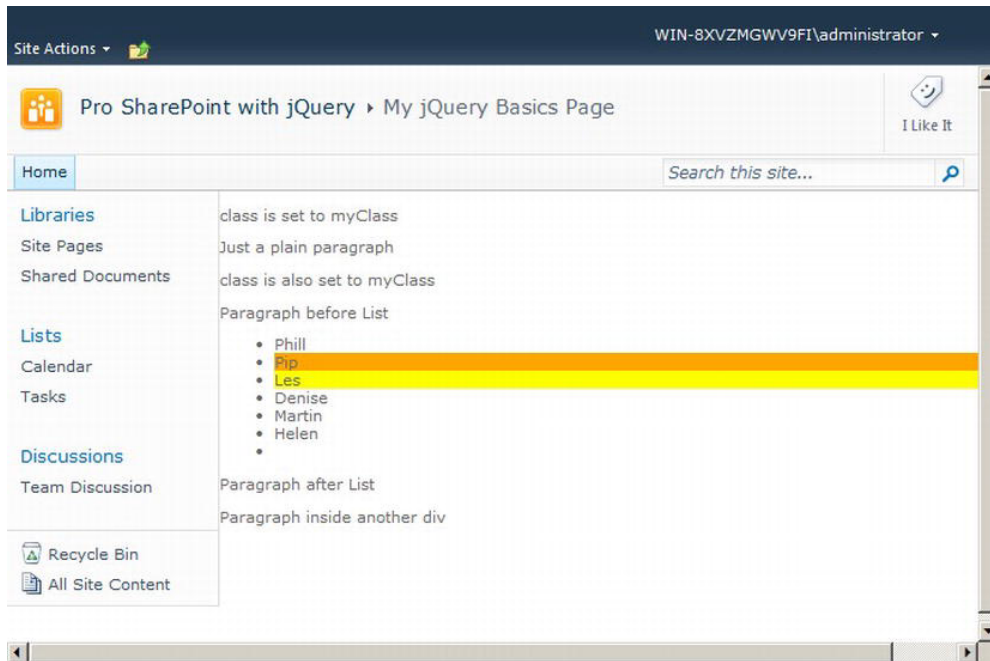 WIN-8XVZMGWV9FI\administrator
Site Actions
Pro SharePoint with jQuery ▸ My jQuery Basics Page
I Like It
Home
Search this site...
Libraries
Site Pages
Shared Documents
Lists
Calendar
Tasks
Discussions
Team Discussion
Recycle Bin
All Site Content
class is set to myClass
Just a plain paragraph
class is also set to myClass
Paragraph before List
• Phill
• Pip
• Les
• Denise
• Martin
• Helen
•
Paragraph after List
Paragraph inside another div